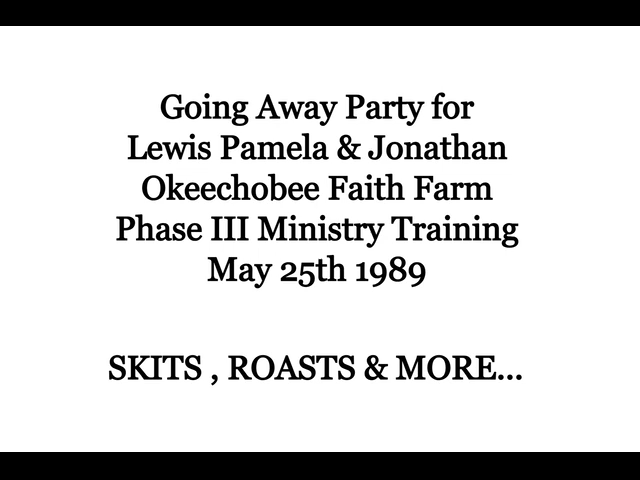 Going Away Party for
Lewis Pamela & Jonathan
Okeechobee Faith Farm
Phase III Ministry Training
May 25th 1989
SKITS , ROASTS & MORE...